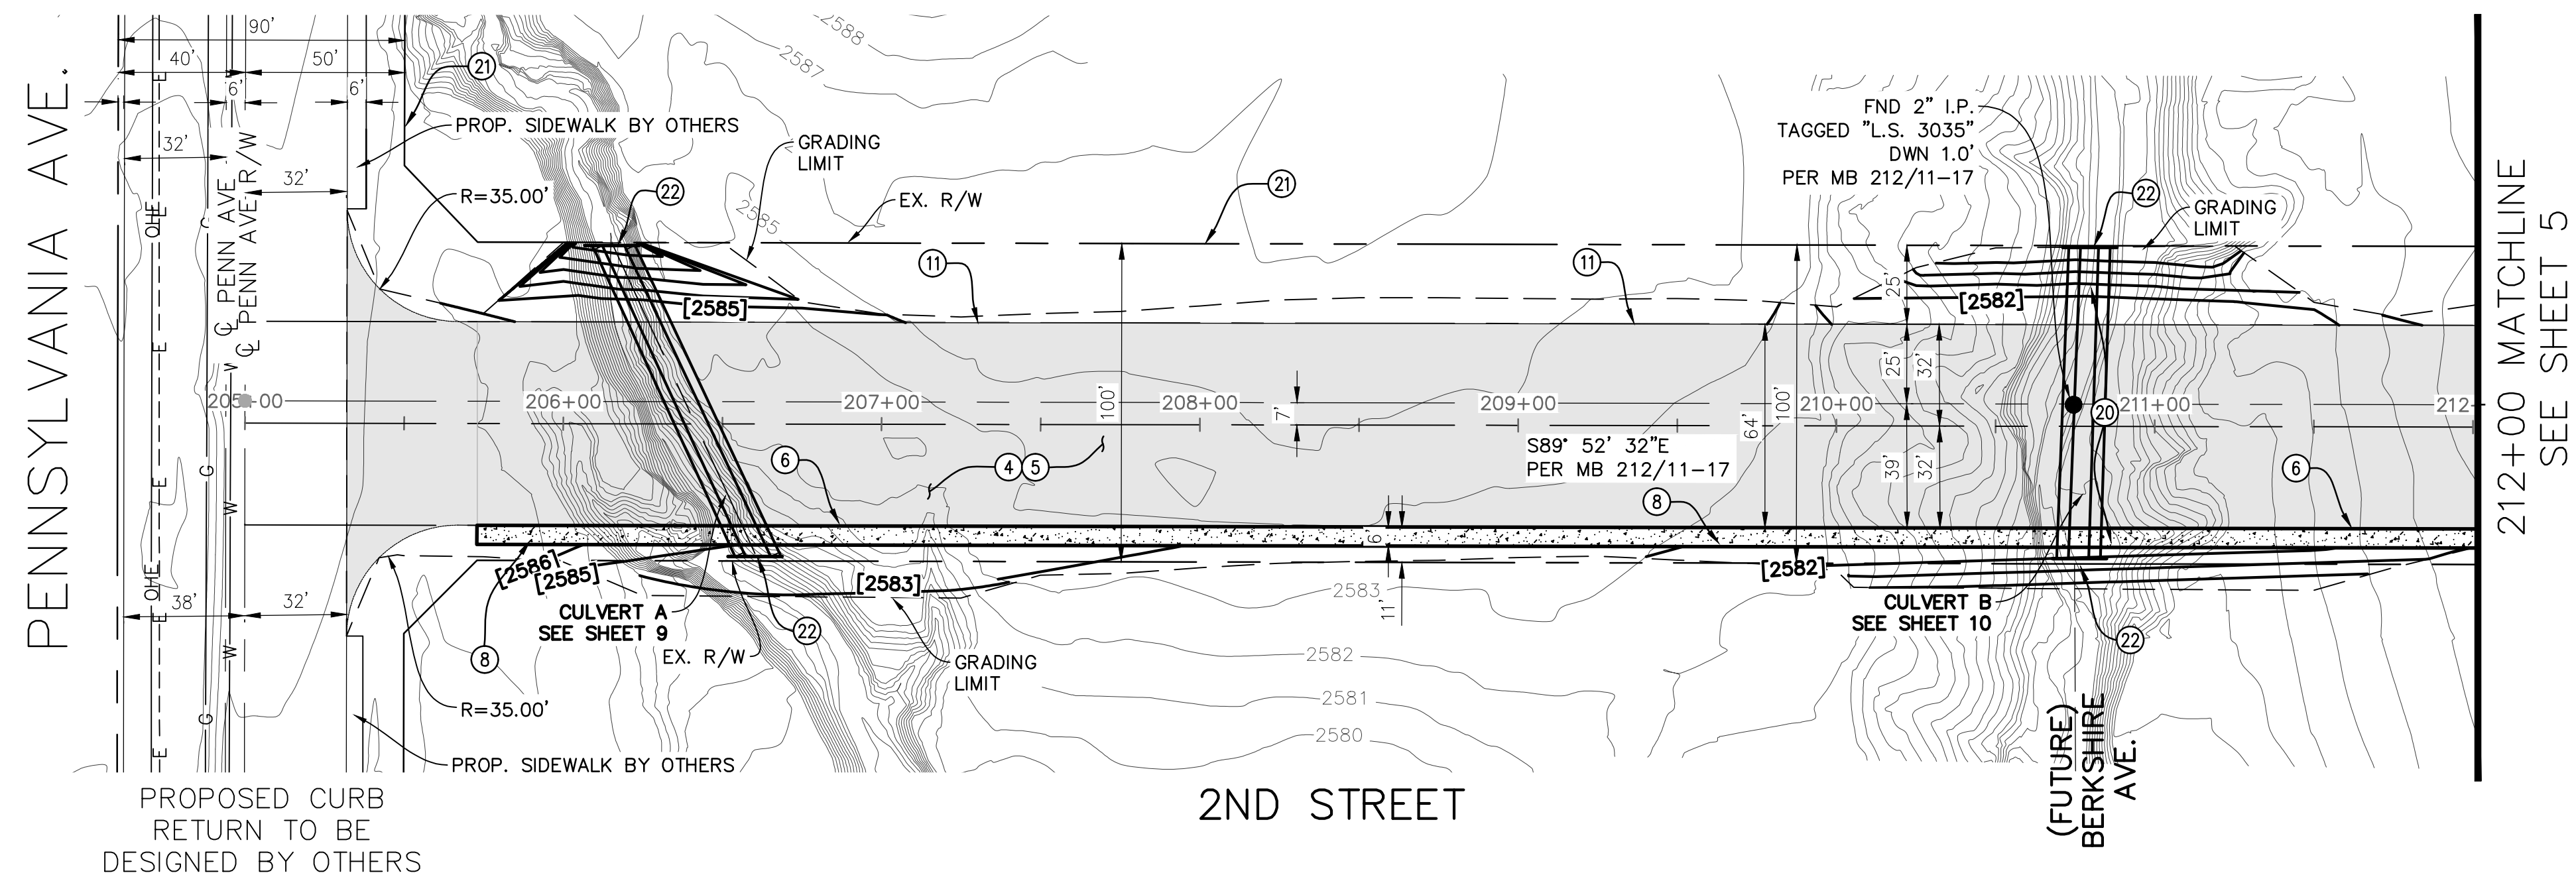 PENNSYLVANIA AVE.
90'
40'
50'
6'
6'
32'
32'
21
PROP. SIDEWALK BY OTHERS
R=35.00'
22
GRADING
LIMIT
EX. R/W
21
11
11
2588
2587
2585
FND 2" I.P.
TAGGED "L.S. 3035"
DWN 1.0'
PER MB 212/11-17
22
GRADING
LIMIT
212+00 MATCHLINE
SEE SHEET 5
OHE
E
E
E
E
E
OHE
E
G
G
G
W
W
W
℄ PENN AVE
℄ PENN AVE R/W
[2585]
[2582]
25'
25'
32'
39'
32'
64'
100'
100'
7'
205+00
206+00
207+00
208+00
209+00
210+00
211+00
212
20
S89° 52' 32"E
PER MB 212/11-17
6
4
5
8
6
6'
11'
[2586]
[2585]
[2583]
[2582]
38'
32'
CULVERT A
SEE SHEET 9
EX. R/W
22
8
GRADING
LIMIT
R=35.00'
PROP. SIDEWALK BY OTHERS
2583
2582
2581
2580
CULVERT B
SEE SHEET 10
22
(FUTURE)
BERKSHIRE
AVE.
PROPOSED CURB
RETURN TO BE
DESIGNED BY OTHERS
2ND STREET